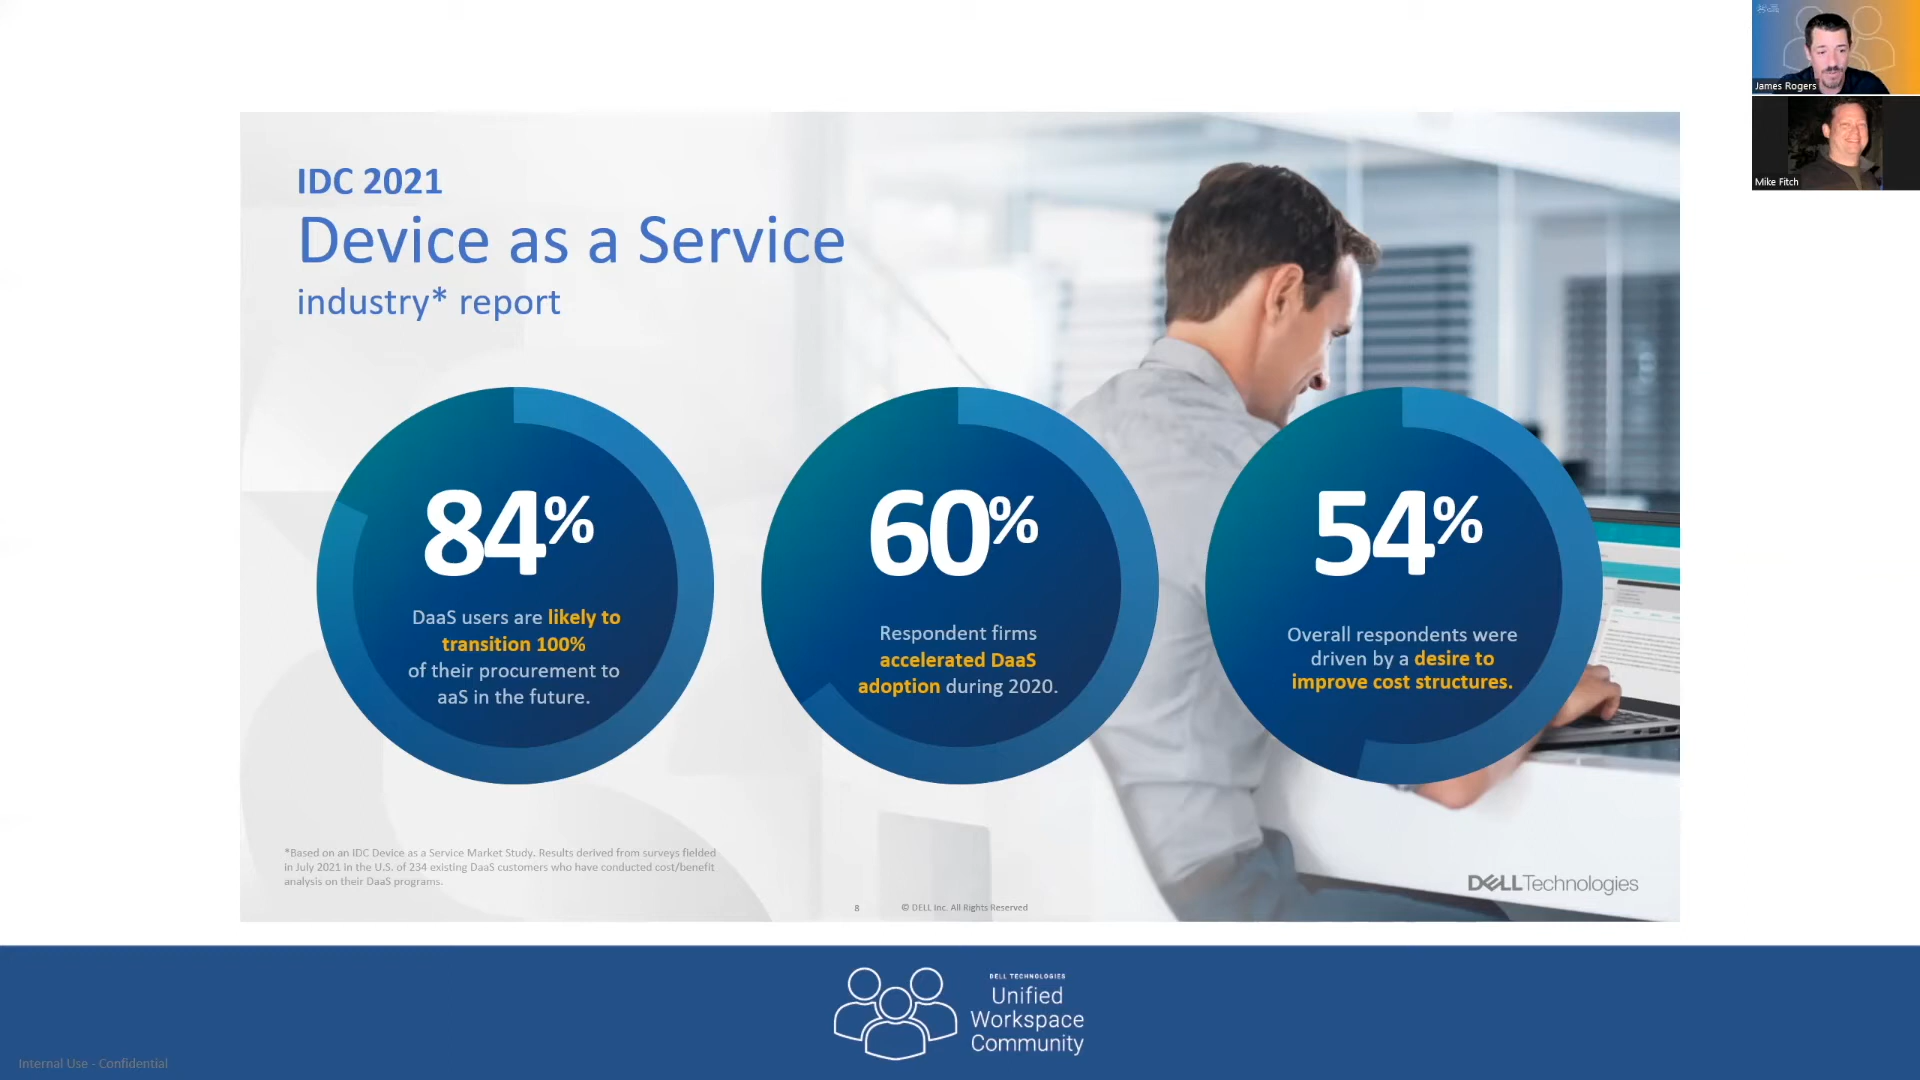 James Rogers
Mike Fitch
IDC 2021
Device as a Service
industry* report
84%
DaaS users are likely to
transition 100%
of their procurement to
aaS in the future.
60%
Respondent firms
accelerated DaaS
adoption during 2020.
54%
Overall respondents were
driven by a desire to
improve cost structures.
*Based on an IDC Device as a Service Market Study. Results derived from surveys fielded
in July 2021 in the U.S. of 234 existing DaaS customers who have conducted cost/benefit
analysis on their DaaS programs.
DELL Technologies
8
© DELL Inc. All Rights Reserved
DELL TECHNOLOGIES
Unified
Workspace
Community
Internal Use - Confidential